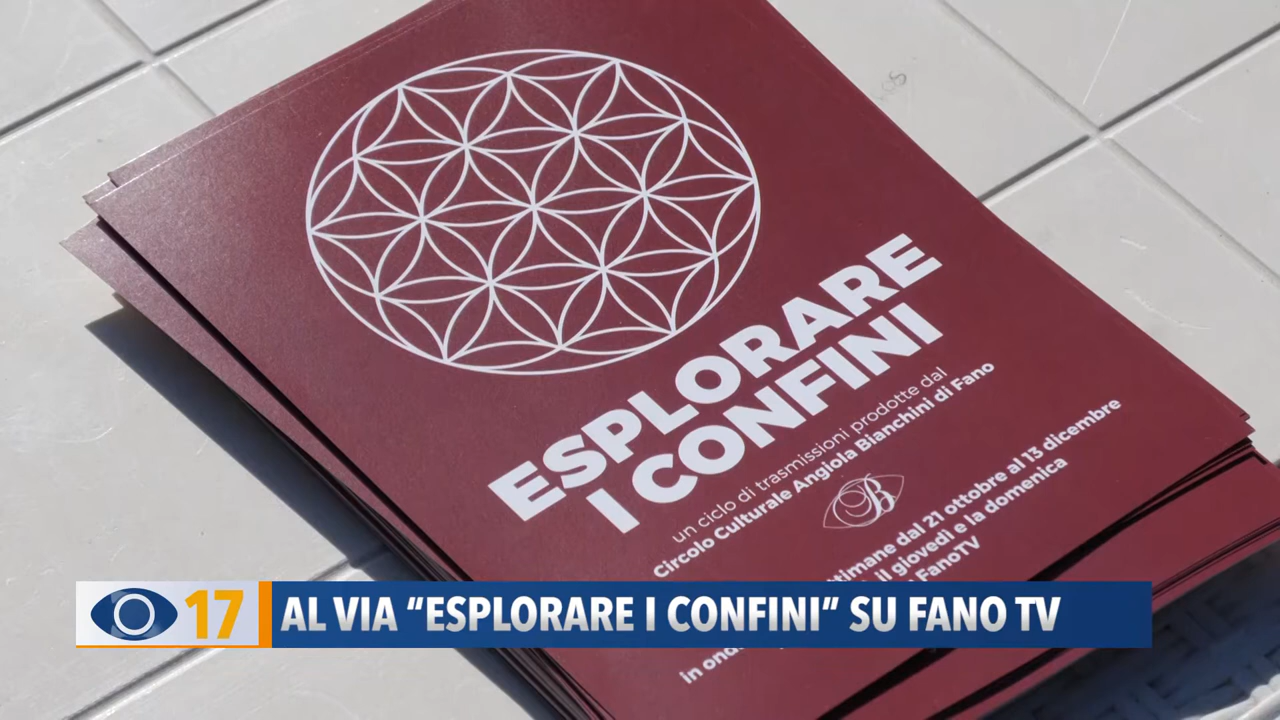 ESPLORARE
I CONFINI
un ciclo di trasmissioni prodotte dal
Circolo Culturale Angiola Bianchini di Fano
B
dal 21 ottobre al 13 dicembre
il giovedì e la domenica
FanoTV
in
17
AL VIA “ESPLORARE I CONFINI” SU FANO TV